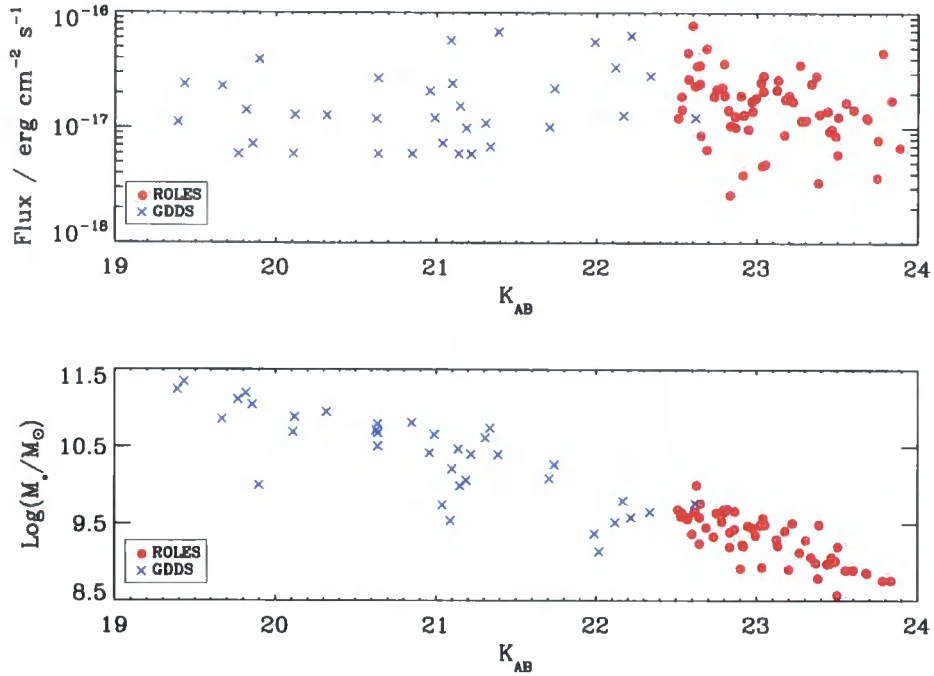 10⁻¹⁶
10⁻¹⁷
10⁻¹⁸
Flux / erg cm⁻² s⁻¹
ROLES
GDDS
19 20 21 22 23 24
K_AB
11.5
10.5
9.5
8.5
Log(M_*/M_⊙)
ROLES
GDDS
19 20 21 22 23 24
K_AB